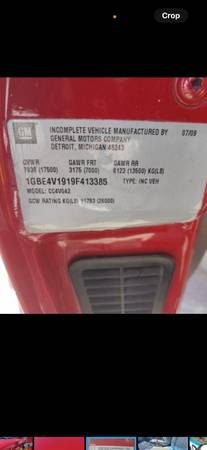 Crop
GM
INCOMPLETE VEHICLE MANUFACTURED BY 07/09
GENERAL MOTORS COMPANY
DETROIT, MICHIGAN 48243
GVWR GAWR FRT GAWR RR
7938 (17500) 3175 (7000) 6123 (13500) KG(LB)
1GBE4V1919F413385 TYPE: INC VEH
MODEL: CC4V042
GCW RATING KG(LB) 11793 (26000)